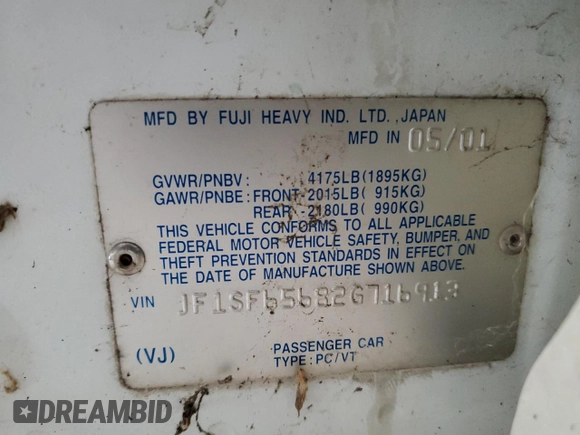 MFD BY FUJI HEAVY IND. LTD., JAPAN
MFD IN 05/01
GVWR/PNBV: 4175LB(1895KG)
GAWR/PNBE: FRONT 2015LB( 915KG)
REAR 2180LB( 990KG)
THIS VEHICLE CONFORMS TO ALL APPLICABLE
FEDERAL MOTOR VEHICLE SAFETY, BUMPER, AND
THEFT PREVENTION STANDARDS IN EFFECT ON
THE DATE OF MANUFACTURE SHOWN ABOVE.
VIN JF1SF65682G716913
(VJ) PASSENGER CAR
TYPE: PC/VT
DREAMBID